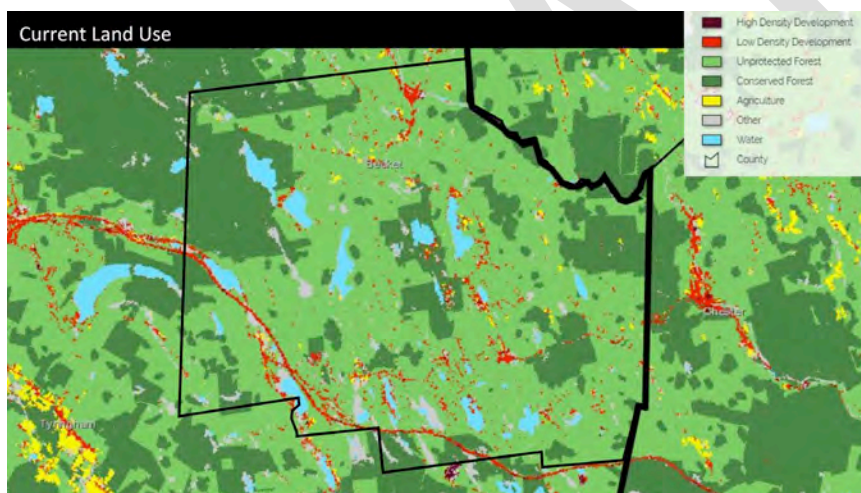 Current Land Use
High Density Development
Low Density Development
Unprotected Forest
Conserved Forest
Agriculture
Other
Water
County
Becket
Chester
Tyringham